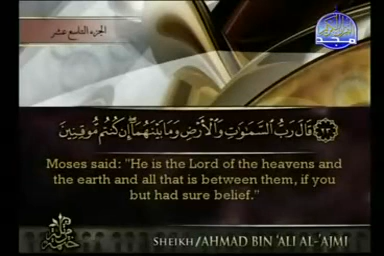 الجزء التاسع عشر
المجد
﴿٢٣﴾ قَالَ رَبُّ السَّمَٰوَٰتِ وَالْأَرْضِ وَمَا بَيْنَهُمَا إِن كُنتُم مُّوقِنِينَ
Moses said: "He is the Lord of the heavens and
the earth and all that is between them, if you
but had sure belief."
SHEIKH/AHMAD BIN 'ALI AL-'AJMI